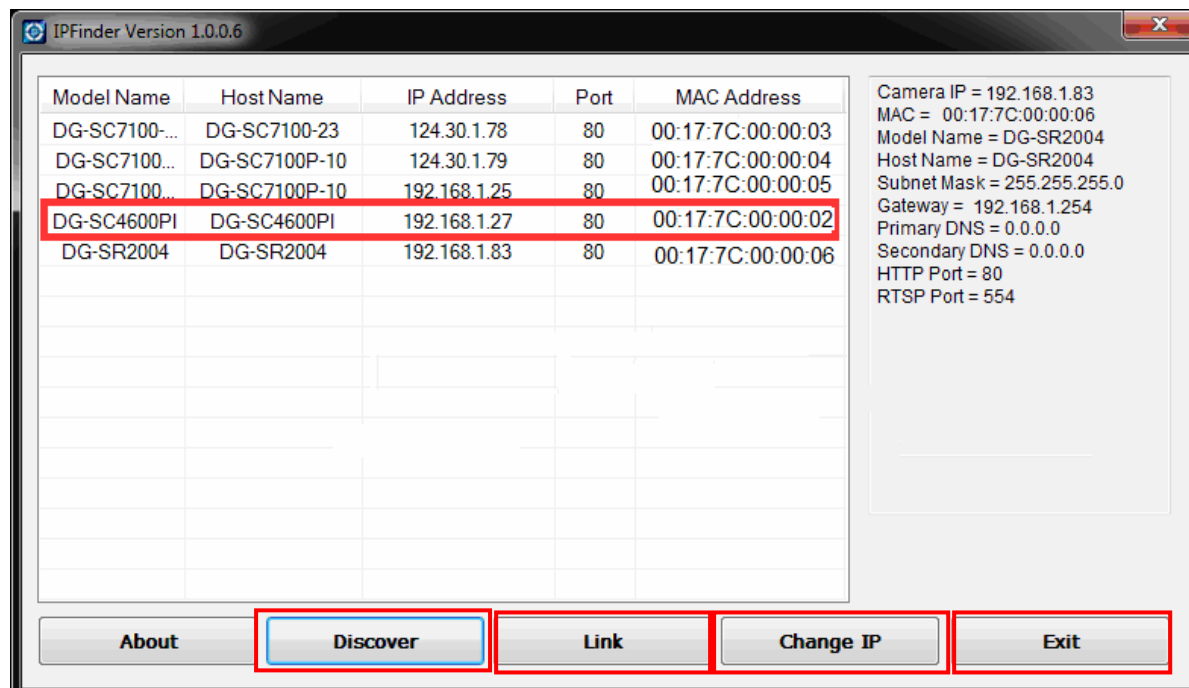 IPFinder Version 1.0.0.6
Model Name Host Name IP Address Port MAC Address
DG-SC7100-... DG-SC7100-23 124.30.1.78 80 00:17:7C:00:00:03
DG-SC7100... DG-SC7100P-10 124.30.1.79 80 00:17:7C:00:00:04
DG-SC7100... DG-SC7100P-10 192.168.1.25 80 00:17:7C:00:00:05
DG-SC4600PI DG-SC4600PI 192.168.1.27 80 00:17:7C:00:00:02
DG-SR2004 DG-SR2004 192.168.1.83 80 00:17:7C:00:00:06
Camera IP = 192.168.1.83
MAC = 00:17:7C:00:00:06
Model Name = DG-SR2004
Host Name = DG-SR2004
Subnet Mask = 255.255.255.0
Gateway = 192.168.1.254
Primary DNS = 0.0.0.0
Secondary DNS = 0.0.0.0
HTTP Port = 80
RTSP Port = 554
About Discover Link Change IP Exit